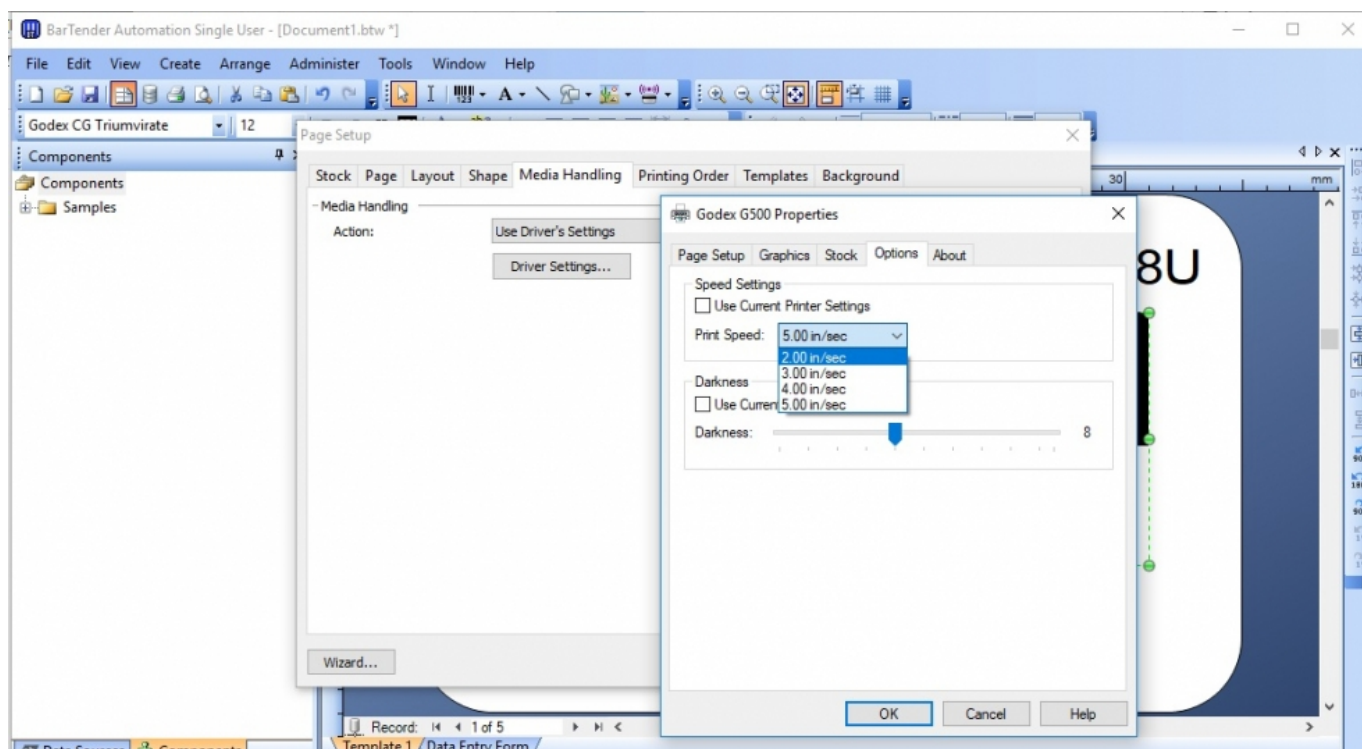 BarTender Automation Single User - [Document1.btw *]
File Edit View Create Arrange Administer Tools Window Help
Godex CG Triumvirate 12
Components
Components
Samples
Page Setup
Stock Page Layout Shape Media Handling Printing Order Templates Background
Media Handling
Action: Use Driver's Settings
Driver Settings...
Wizard...
Godex G500 Properties
Page Setup Graphics Stock Options About
Speed Settings
Use Current Printer Settings
Print Speed: 5.00 in/sec
2.00 in/sec
3.00 in/sec
4.00 in/sec
5.00 in/sec
Darkness
Use Curren
Darkness: 8
OK Cancel Help
30 mm
8U
Record: 1 of 5
Template 1 Data Entry Form
Components